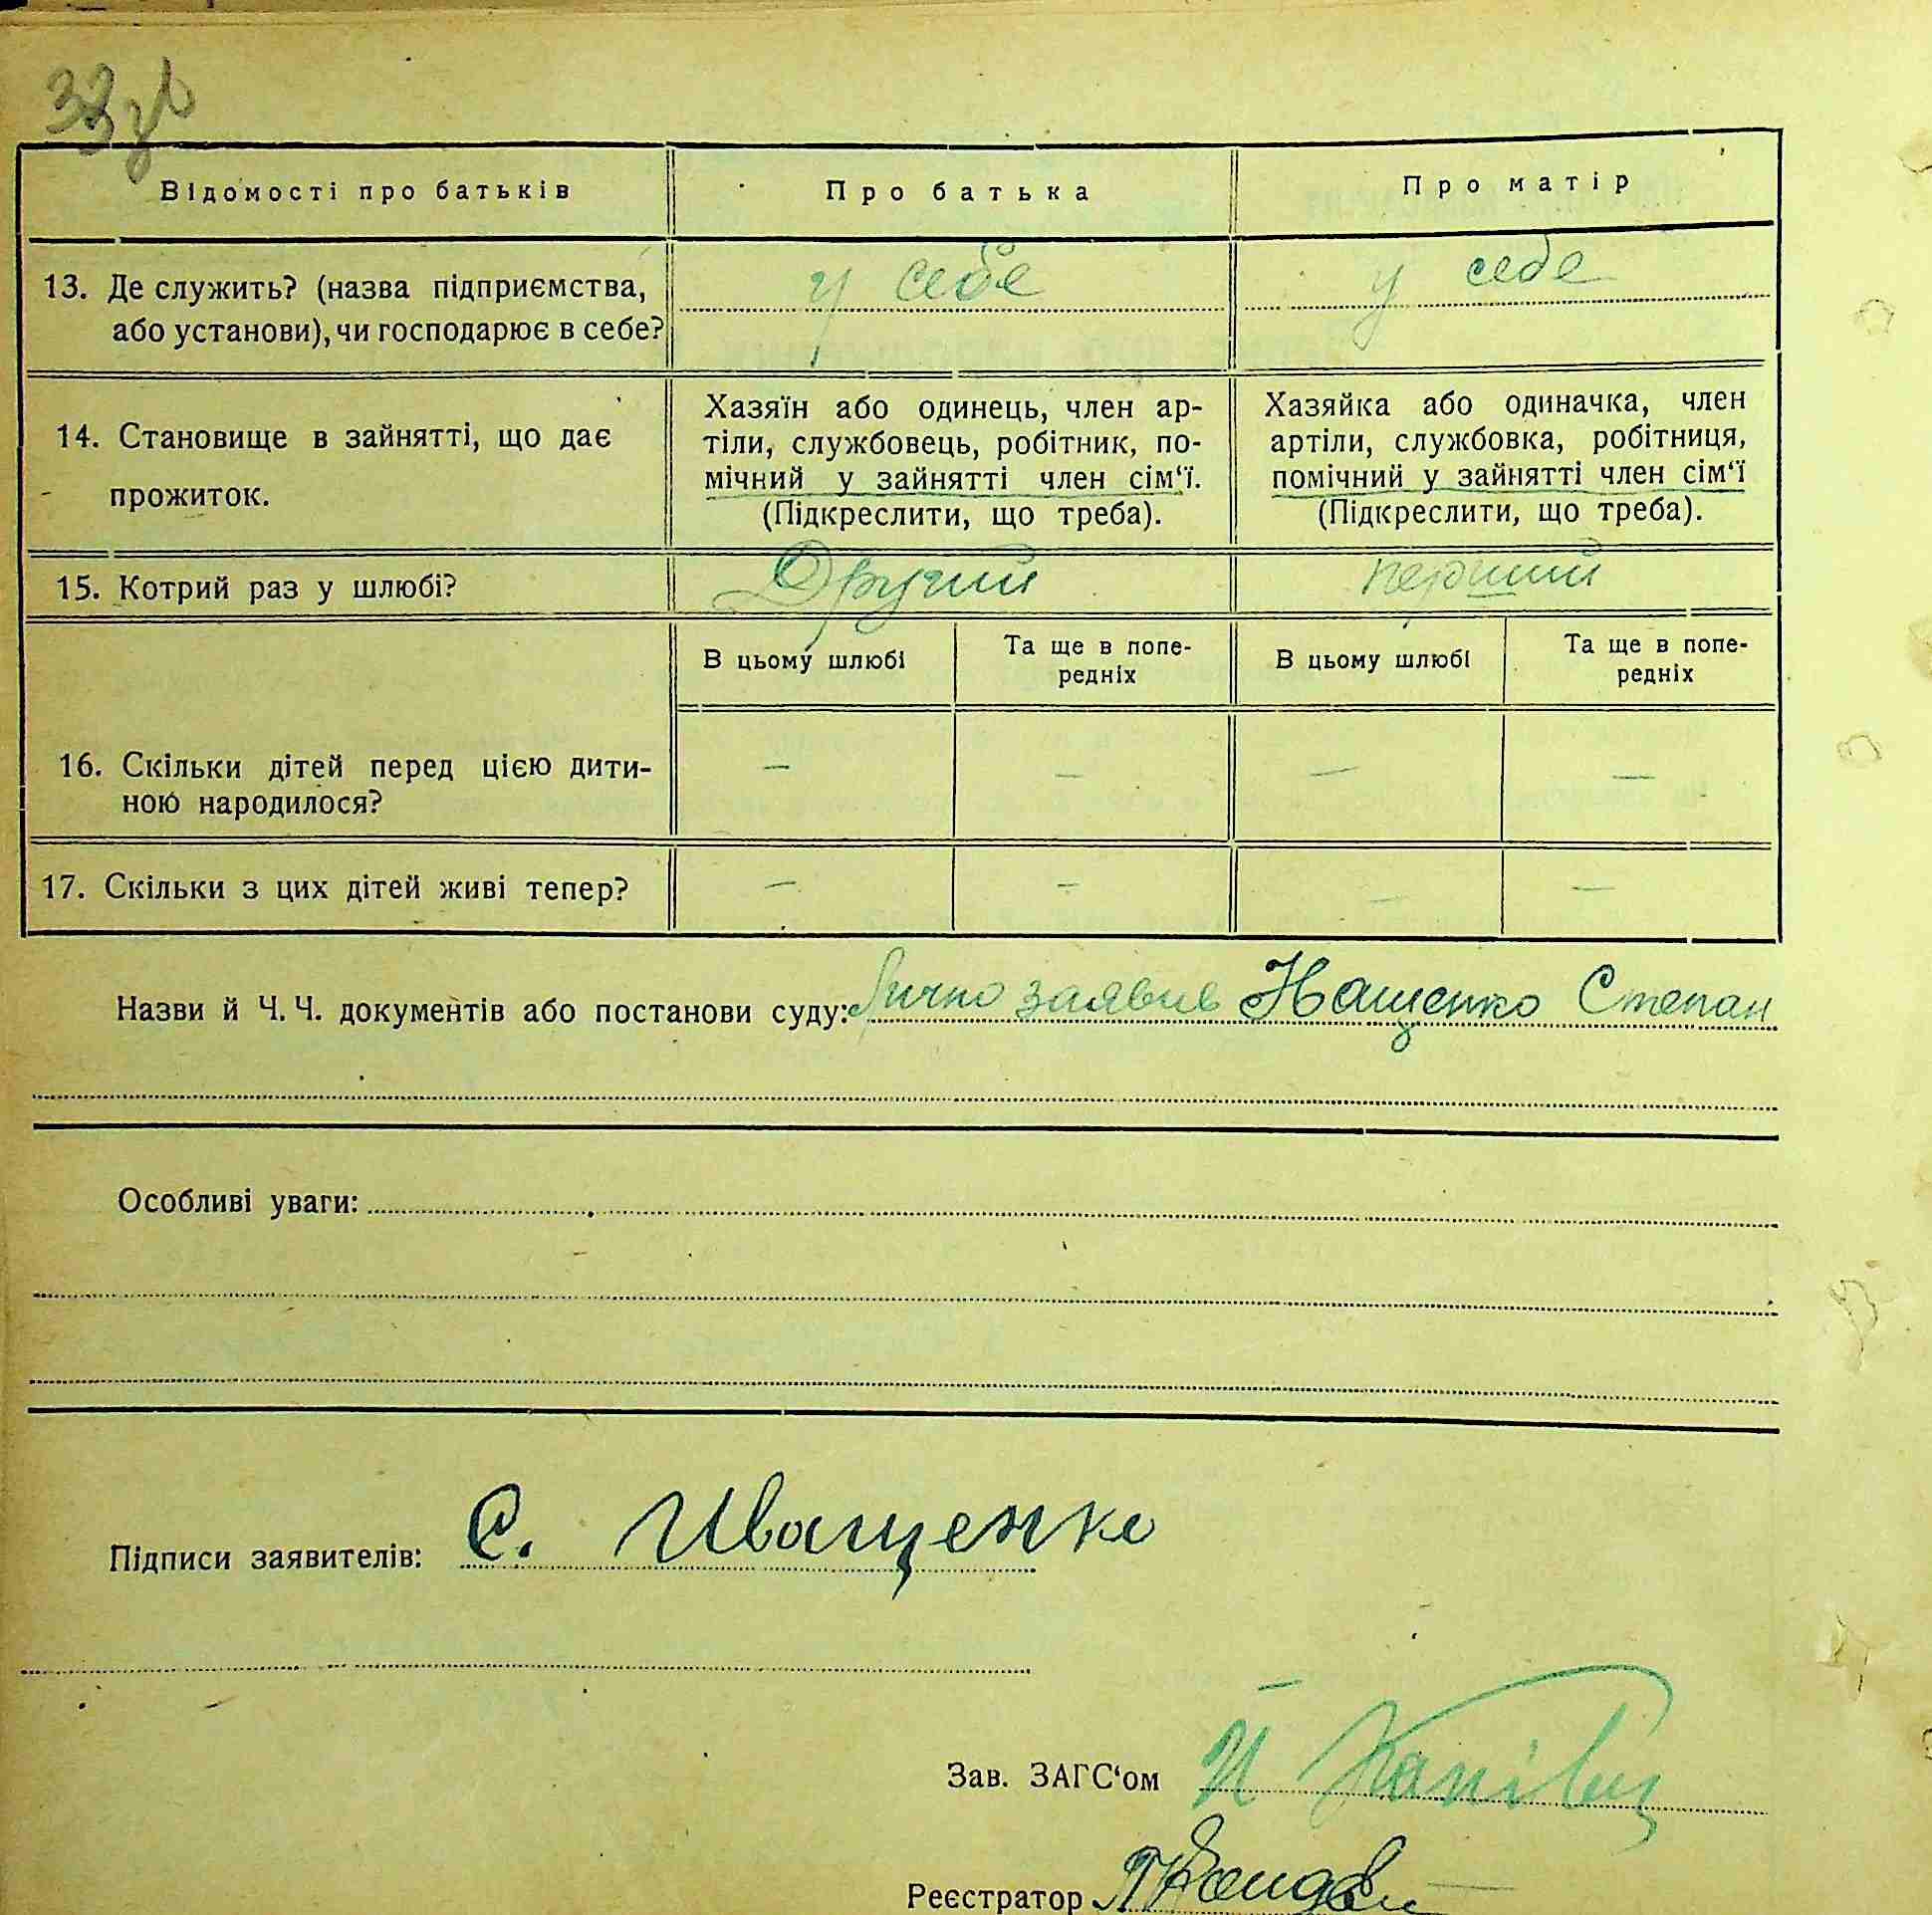 33 зв
Відомості про батьків
Про батька
Про матір
13. Де служить? (назва підприємства,
або установи), чи господарює в себе?
у себе
у себе
14. Становище в зайнятті, що дає
прожиток.
Хазяїн або одинець, член ар-
тіли, службовець, робітник, по-
мічний у зайнятті член сім‘ї.
(Підкреслити, що треба).
Хазяйка або одиначка, член
артіли, службовка, робітниця,
помічний у зайнятті член сім‘ї
(Підкреслити, що треба).
15. Котрий раз у шлюбі?
Другий
перший
В цьому шлюбі
Та ще в попе-
редніх
В цьому шлюбі
Та ще в попе-
редніх
16. Скільки дітей перед цією дити-
ною народилося?
— — — —
17. Скільки з цих дітей живі тепер?
— — — —
Назви й Ч. Ч. документів або постанови суду: Лично заявив Степан
Особливі уваги:
Підписи заявителів: С. Иващенко
Зав. ЗАГС‘ом Й Канівец
Реєстратор